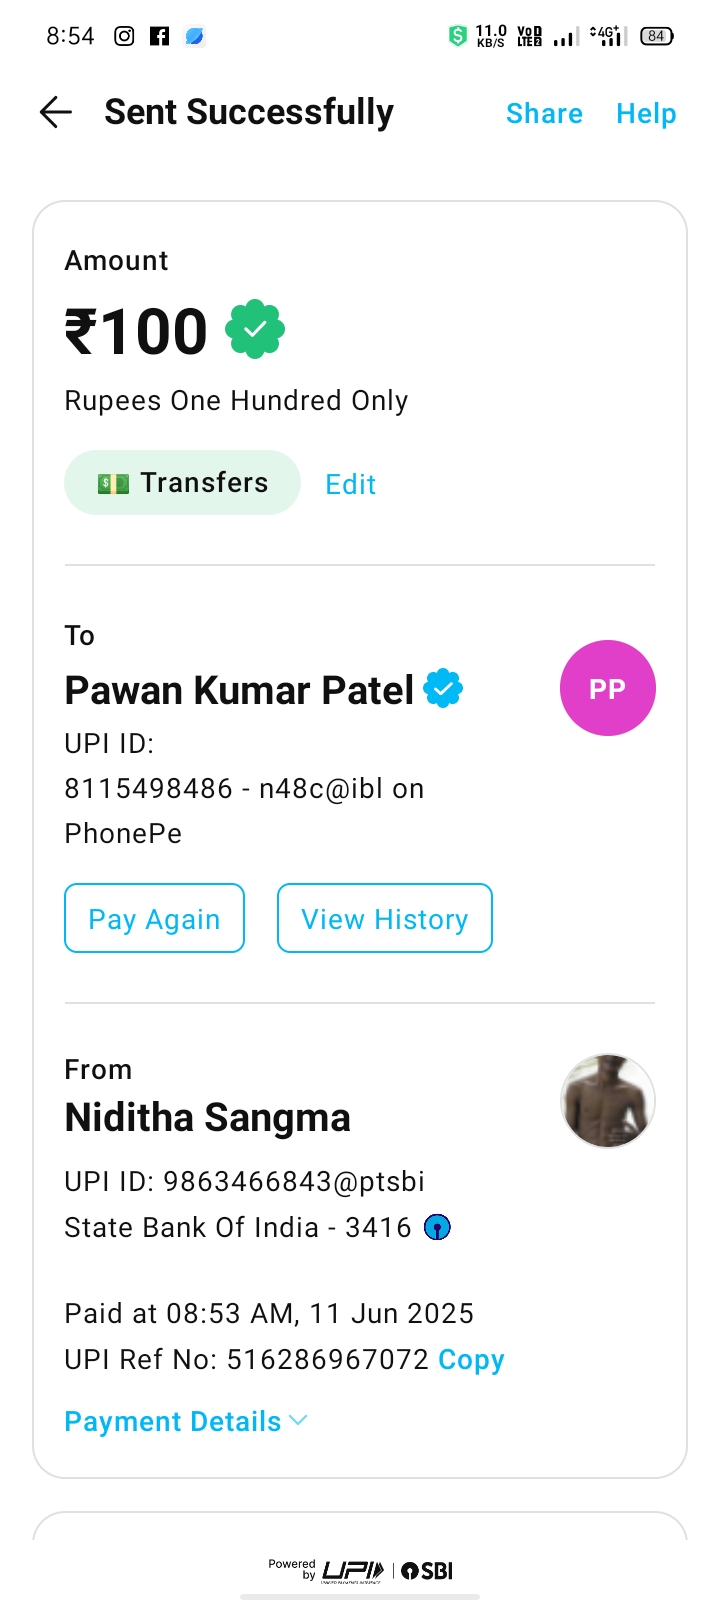 8:54 11.0 KB/S VoD LTE2 4G+ 84
Sent Successfully Share Help
Amount
₹100
Rupees One Hundred Only
Transfers Edit
To
Pawan Kumar Patel PP
UPI ID:
8115498486 - n48c@ibl on
PhonePe
Pay Again View History
From
Niditha Sangma
UPI ID: 9863466843@ptsbi
State Bank Of India - 3416
Paid at 08:53 AM, 11 Jun 2025
UPI Ref No: 516286967072 Copy
Payment Details
Powered by UPI | SBI
UNIFIED PAYMENTS INTERFACE